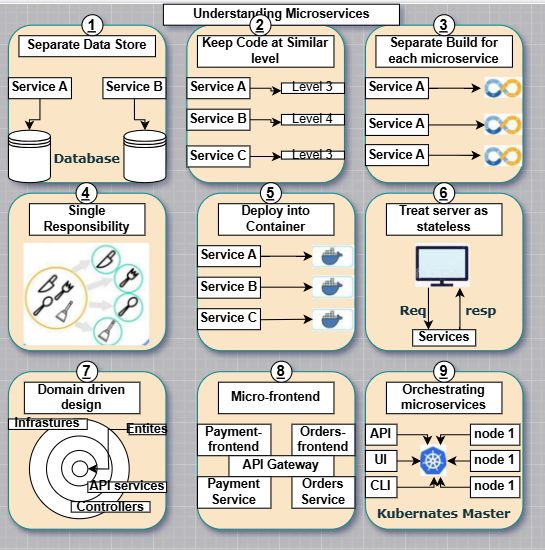 Understanding Microservices
1
Separate Data Store
Service A
Service B
Database
2
Keep Code at Similar
level
Service A
Level 3
Service B
Level 4
Service C
Level 3
3
Separate Build for
each microservice
Service A
Service A
Service A
4
Single
Responsibility
5
Deploy into
Container
Service A
Service B
Service C
6
Treat server as
stateless
Req
resp
Services
7
Domain driven
design
Infrastures
Entites
API services
Controllers
8
Micro-frontend
Payment-
frontend
Orders-
frontend
API Gateway
Payment
Service
Orders
Service
9
Orchestrating
microservices
API
node 1
UI
node 1
CLI
node 1
Kubernates Master